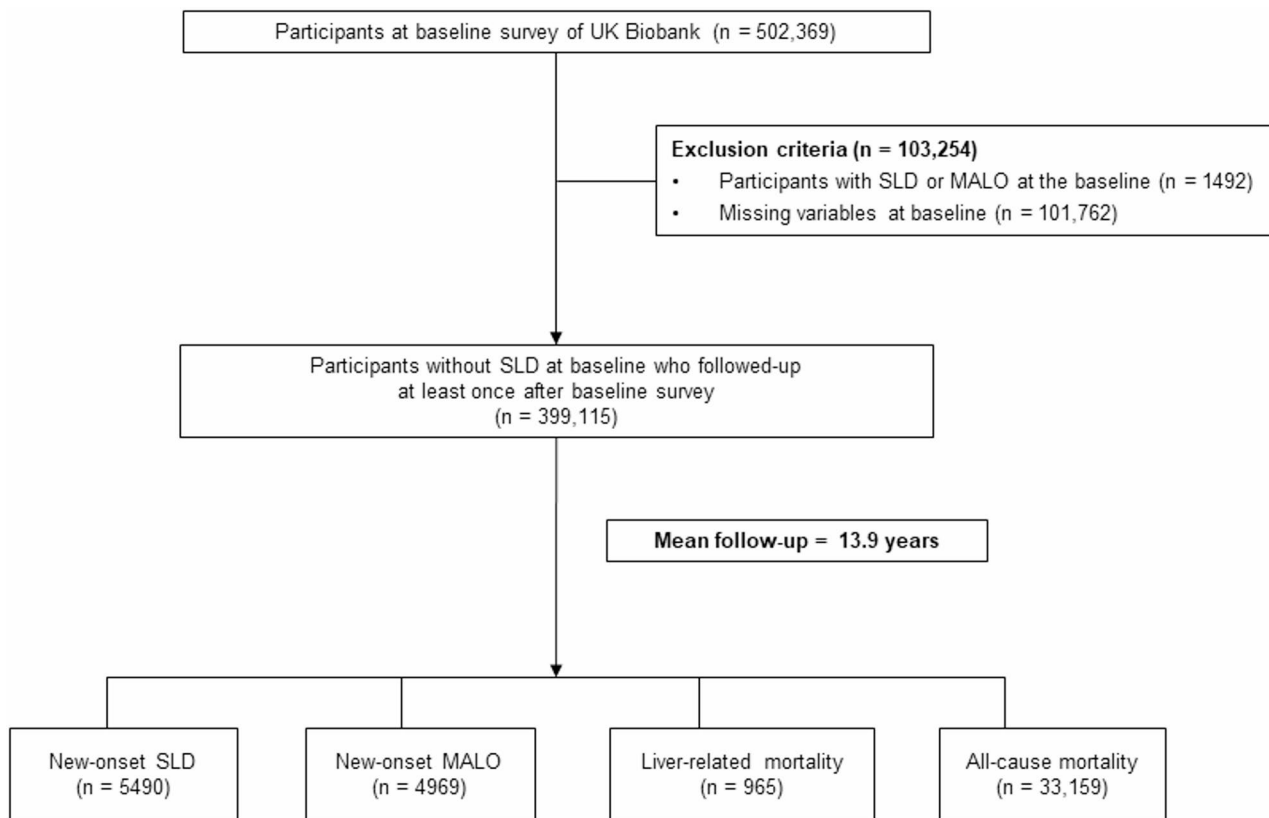 Participants at baseline survey of UK Biobank (n = 502,369)
Exclusion criteria (n = 103,254)
• Participants with SLD or MALO at the baseline (n = 1492)
• Missing variables at baseline (n = 101,762)
Participants without SLD at baseline who followed-up
at least once after baseline survey
(n = 399,115)
Mean follow-up = 13.9 years
New-onset SLD
(n = 5490)
New-onset MALO
(n = 4969)
Liver-related mortality
(n = 965)
All-cause mortality
(n = 33,159)